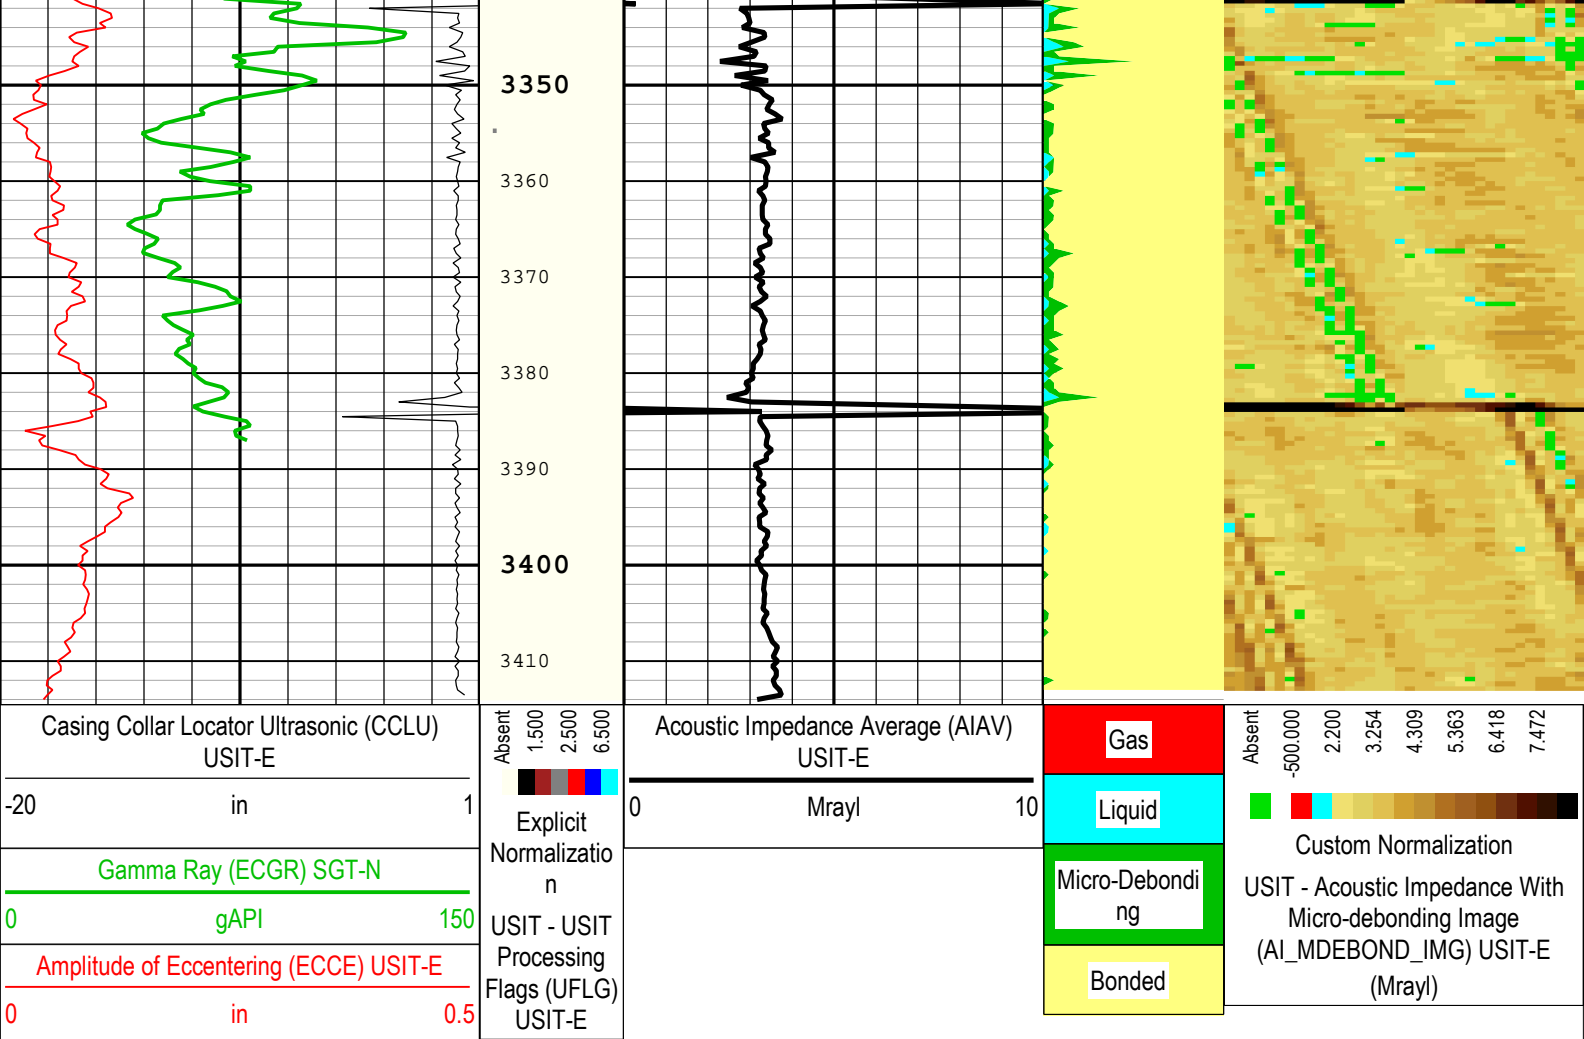 3350
3360
3370
3380
3390
3400
3410
Casing Collar Locator Ultrasonic (CCLU)
USIT-E
-20 in 1
Gamma Ray (ECGR) SGT-N
0 gAPI 150
Amplitude of Eccentering (ECCE) USIT-E
0 in 0.5
Absent
1.500
2.500
6.500
Explicit
Normalizatio
n
USIT - USIT
Processing
Flags (UFLG)
USIT-E
Acoustic Impedance Average (AIAV)
USIT-E
0 Mrayl 10
Gas
Liquid
Micro-Debondi
ng
Bonded
Absent
-500.000
2.200
3.254
4.309
5.363
6.418
7.472
Custom Normalization
USIT - Acoustic Impedance With
Micro-debonding Image
(AI_MDEBOND_IMG) USIT-E
(Mrayl)